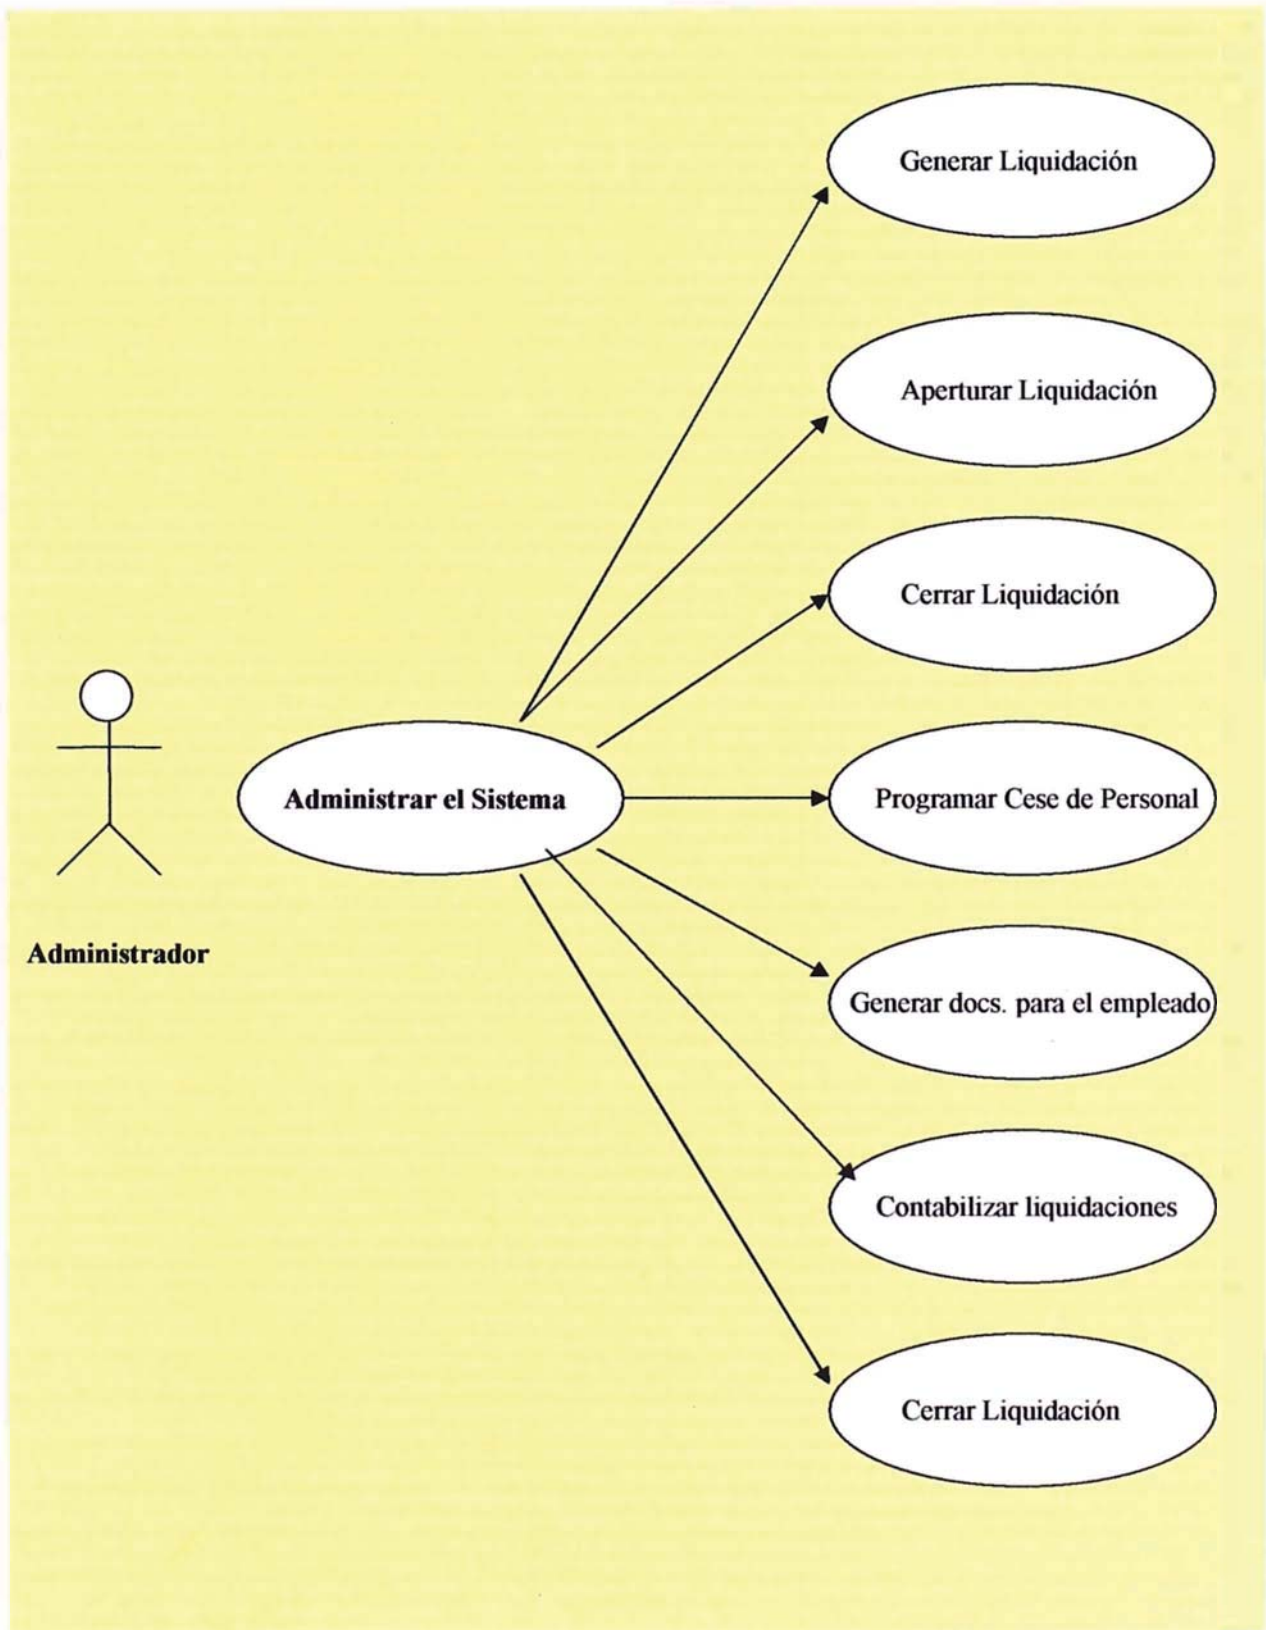 Generar Liquidación
Aperturar Liquidación
Cerrar Liquidación
Administrar el Sistema
Programar Cese de Personal
Administrador
Generar docs. para el empleado
Contabilizar liquidaciones
Cerrar Liquidación